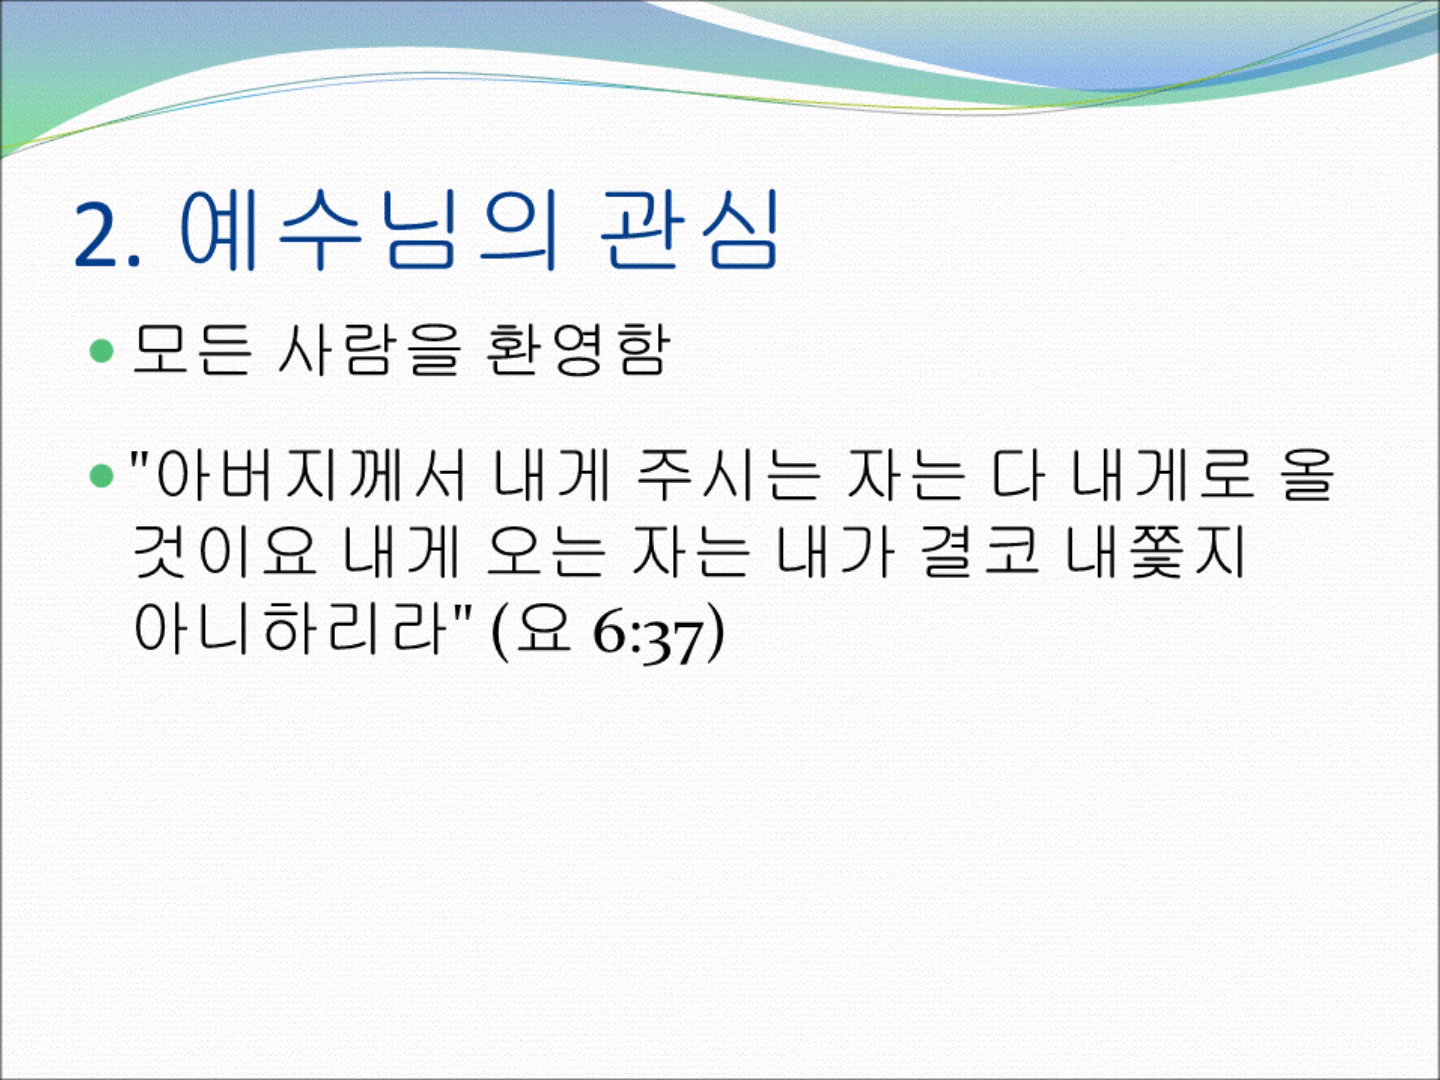 2. 예수님의 관심
• 모든 사람을 환영함
• "아버지께서 내게 주시는 자는 다 내게로 올
것이요 내게 오는 자는 내가 결코 내쫓지
아니하리라" (요 6:37)